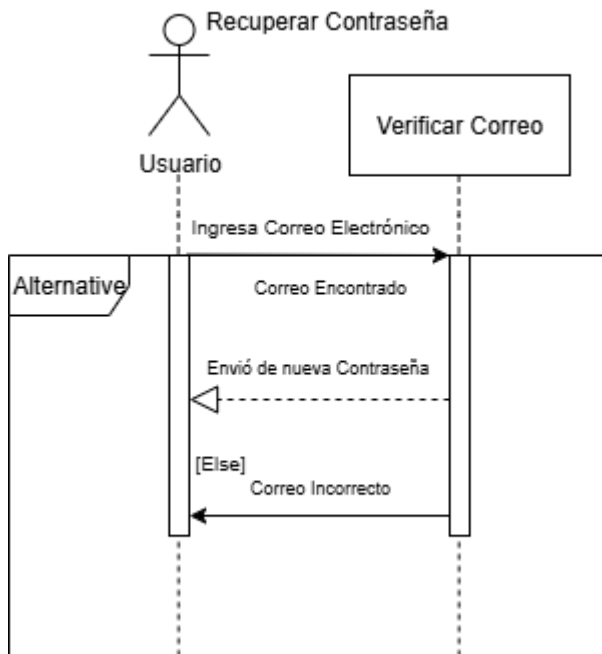 Recuperar Contraseña
Verificar Correo
Usuario
Ingresa Correo Electrónico
Alternative
Correo Encontrado
Envió de nueva Contraseña
[Else]
Correo Incorrecto